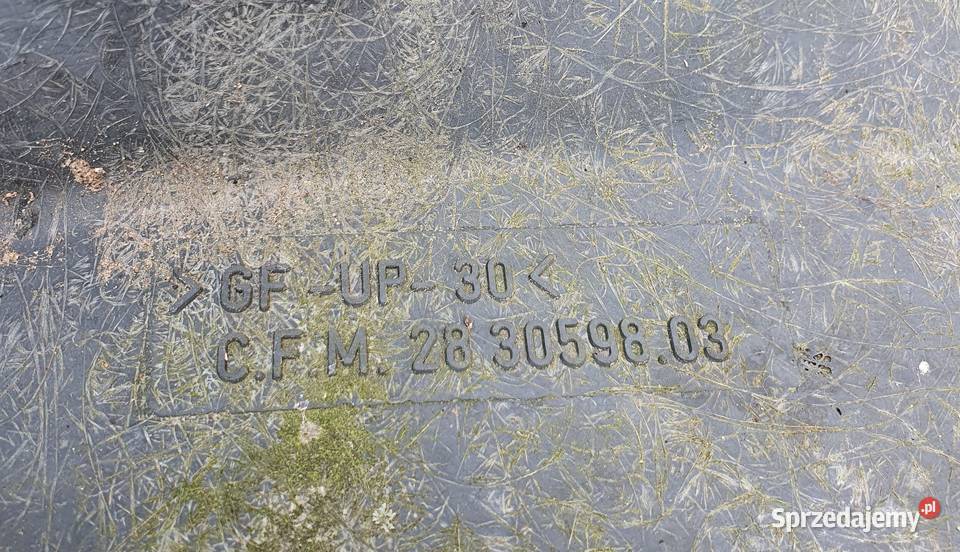 >GF-UP-30<
C.F.M. 28 30598.03
Sprzedajemy.pl